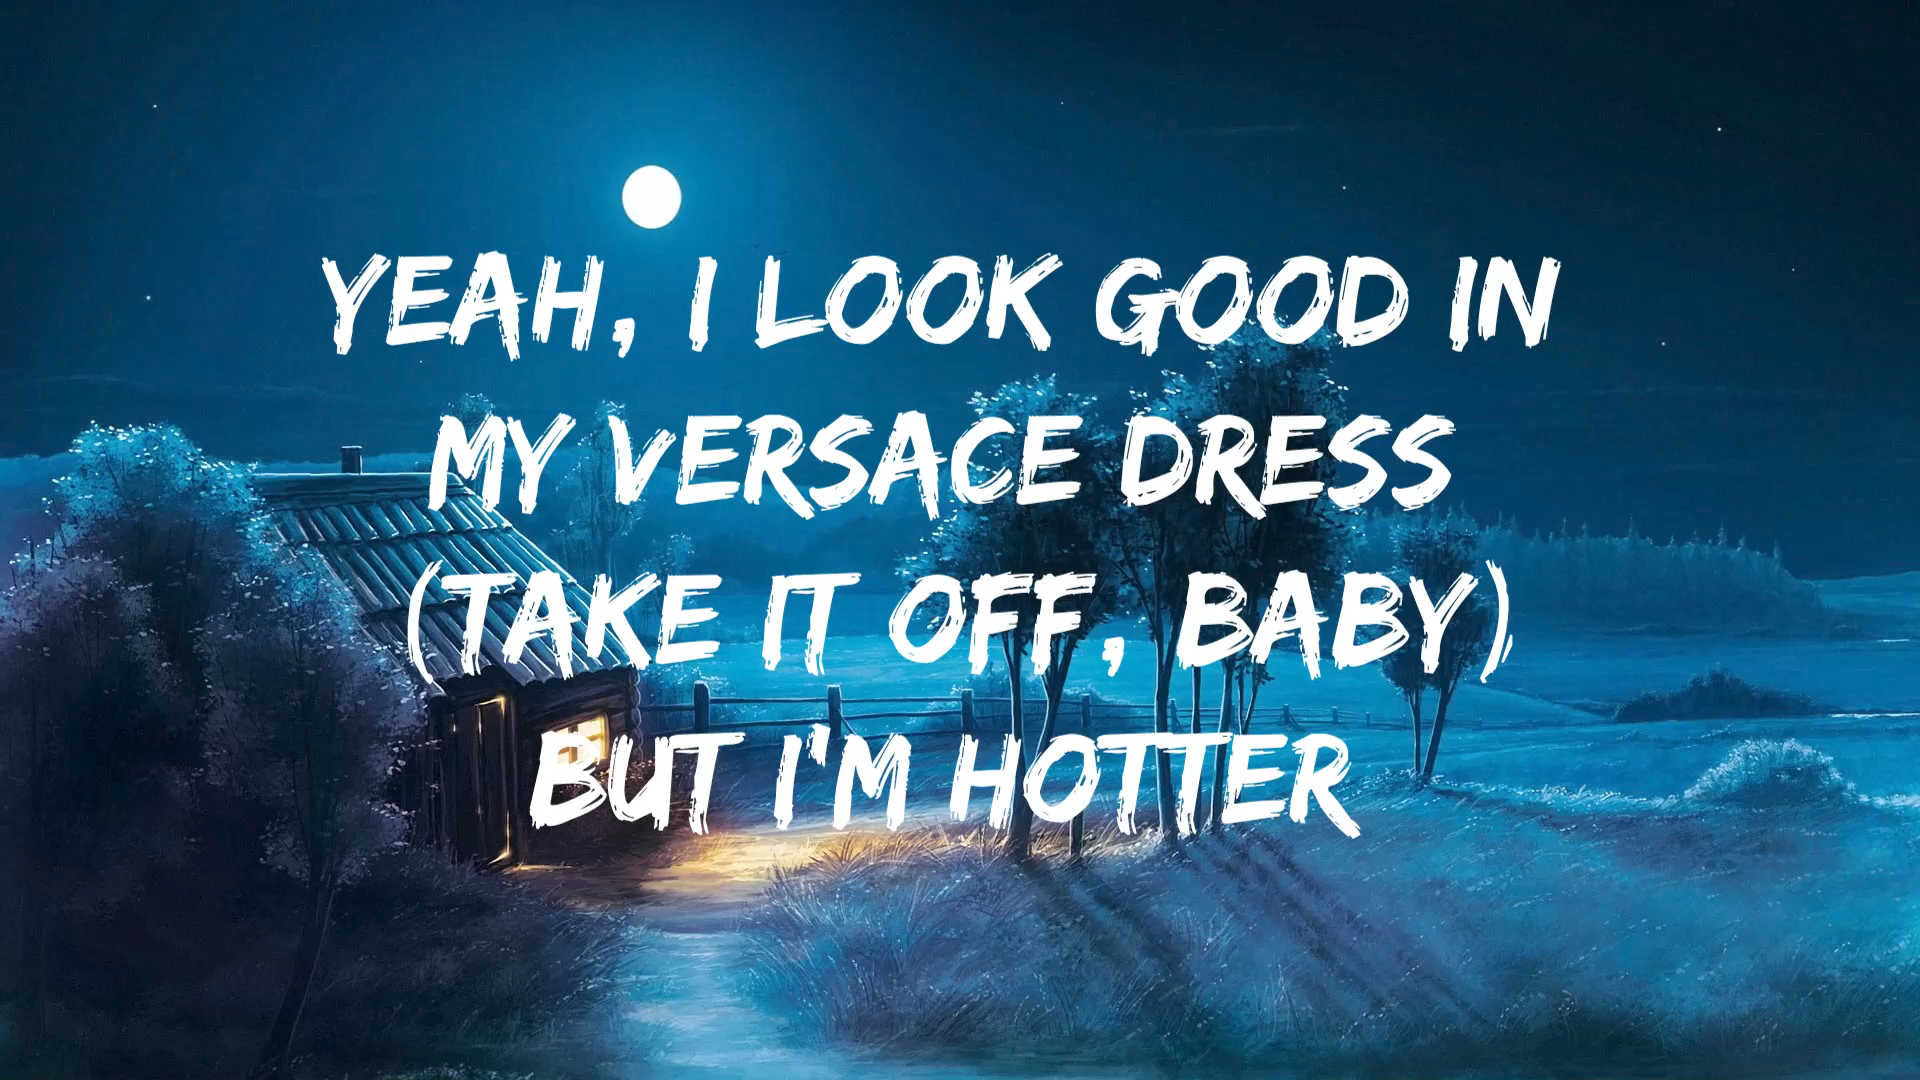 YEAH, I LOOK GOOD IN
MY VERSACE DRESS
(TAKE IT OFF, BABY)
BUT I'M HOTTER